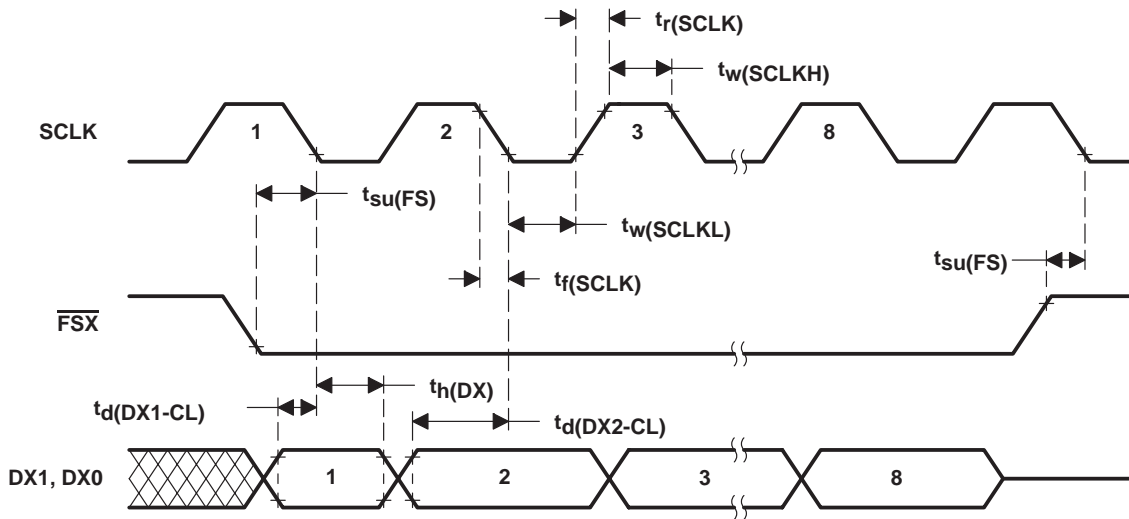 tr(SCLK)
tw(SCLKH)
SCLK 1 2 3 8
tsu(FS)
tw(SCLKL)
tsu(FS)
tf(SCLK)
FSX
th(DX)
td(DX1-CL)
td(DX2-CL)
DX1, DX0 1 2 3 8